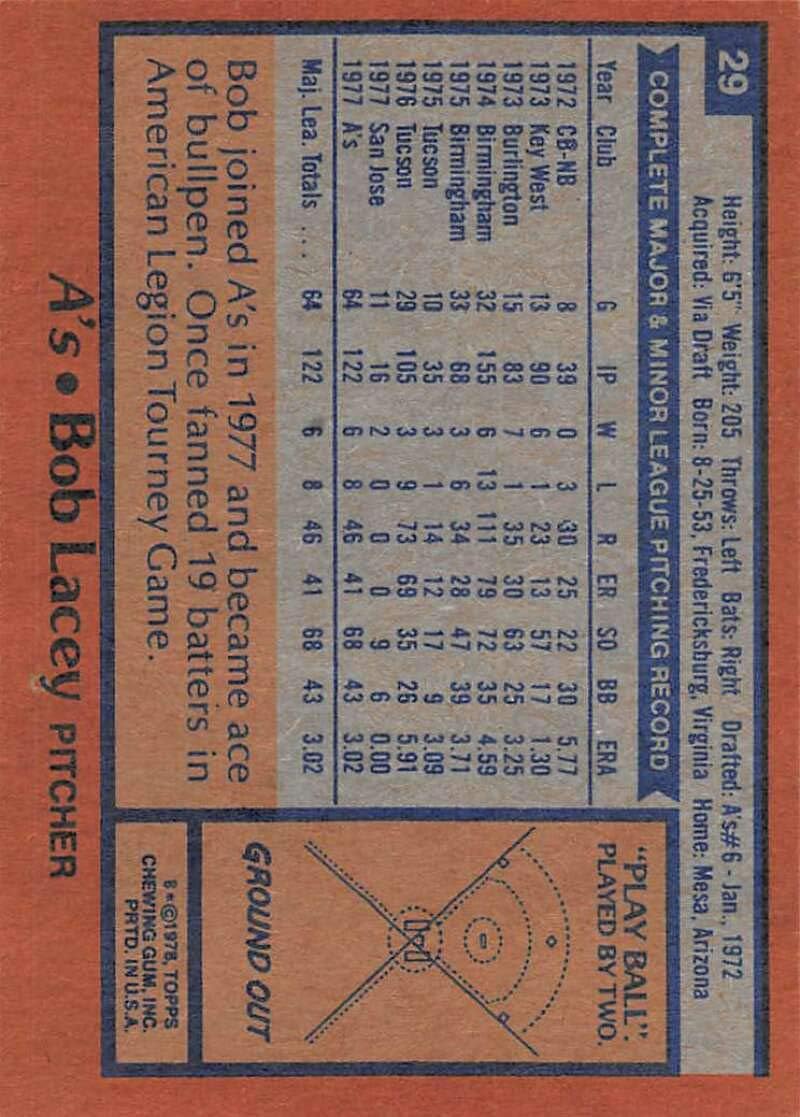 29
Height: 6'5" Weight: 205 Throws: Left Bats: Right Drafted: A's#6 - Jan., 1972
Acquired: Via Draft Born: 8-25-53, Fredericksburg, Virginia Home: Mesa, Arizona
COMPLETE MAJOR & MINOR LEAGUE PITCHING RECORD
Year Club G IP W L R ER SO BB ERA
1972 CB-NB 8 39 0 3 30 25 22 30 5.77
1973 Key West 13 90 6 1 23 13 57 17 1.30
1973 Burlington 15 83 7 1 35 30 63 25 3.25
1974 Birmingham 32 155 6 13 111 79 72 35 4.59
1975 Birmingham 33 68 3 6 34 28 47 39 3.71
1975 Tucson 10 35 3 1 14 12 17 9 3.09
1976 Tucson 29 105 3 9 73 69 35 26 5.91
1977 San Jose 11 16 2 0 0 0 9 6 0.00
1977 A's 64 122 6 8 46 41 68 43 3.02
Maj. Lea. Totals ... 64 122 6 8 46 41 68 43 3.02
Bob joined A's in 1977 and became ace
of bullpen. Once fanned 19 batters in
American Legion Tourney Game.
"PLAY BALL".
PLAYED BY TWO.
GROUND OUT
B*©1978, TOPPS
CHEWING GUM, INC.
PRTD. IN U.S.A.
A's • Bob Lacey PITCHER